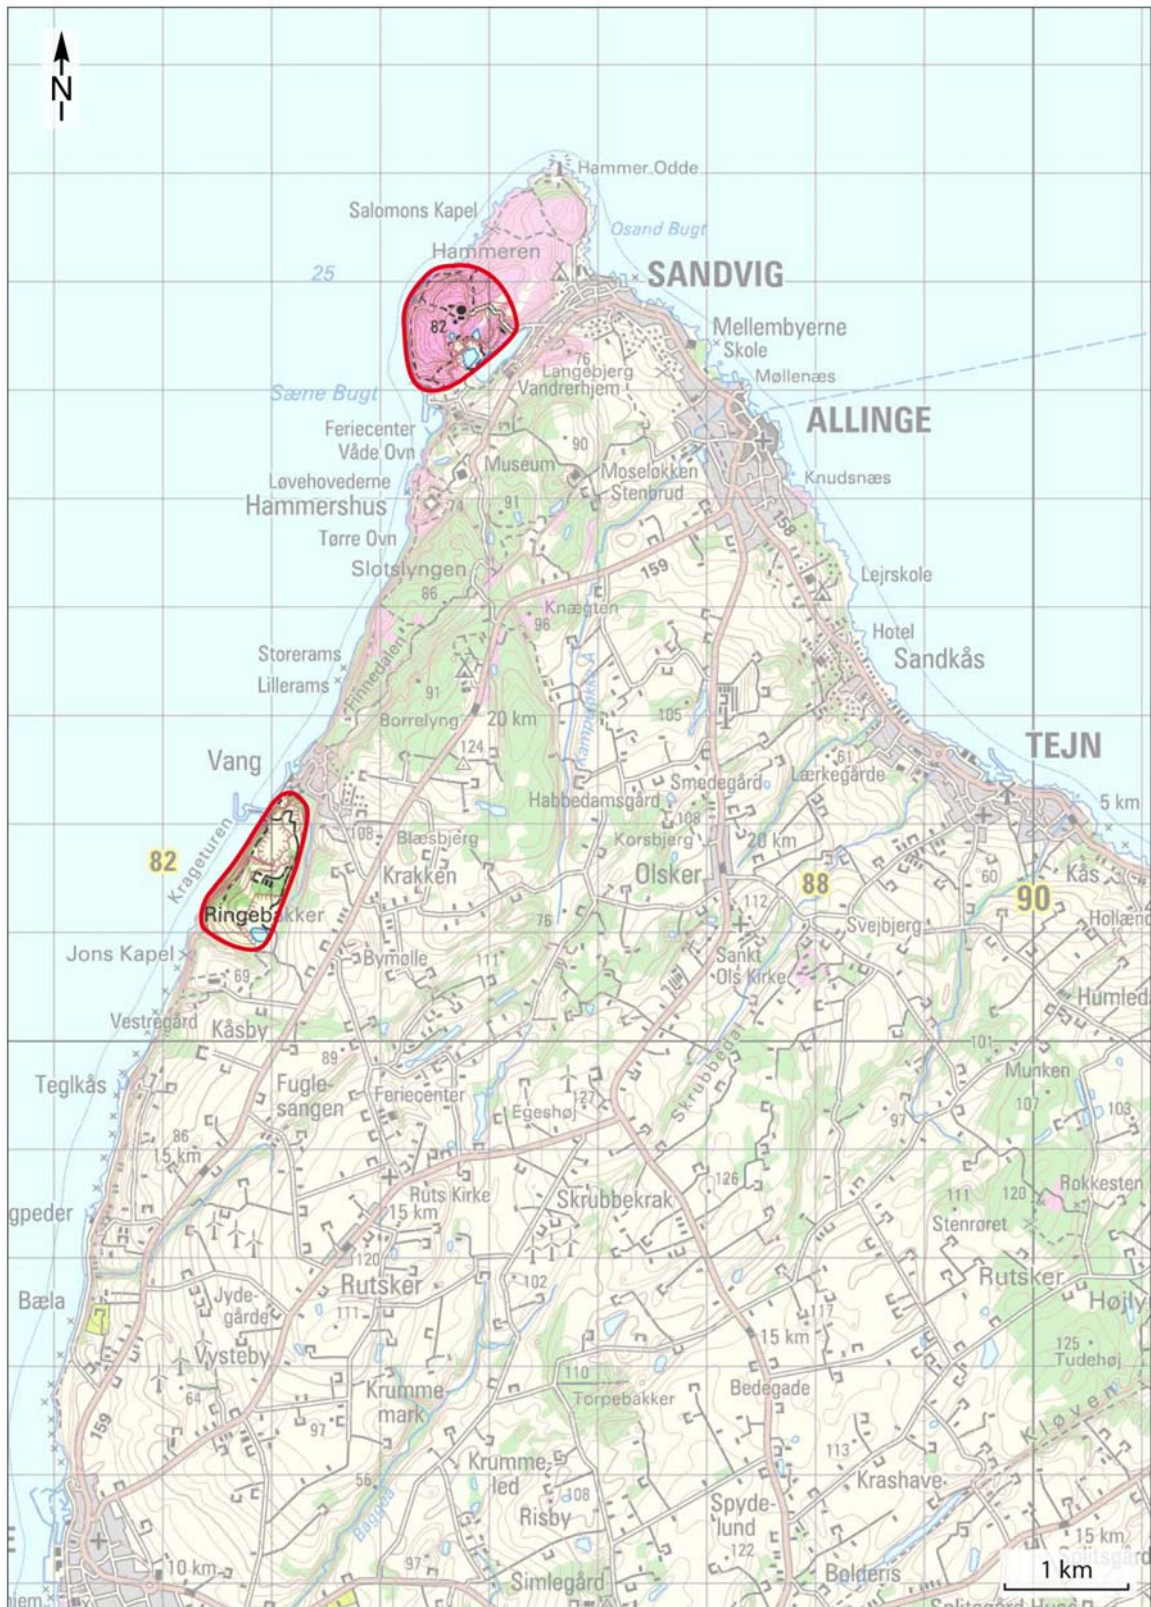 N
Hammer Odde
Salomons Kapel
Osand Bugt
Hammeren
25
SANDVIG
82
Mellembyerne
Skole
76
Langebjerg
Vandrerhjem
Møllenæs
Sæne Bugt
ALLINGE
Feriecenter
Våde Ovn
90
Museum
Moseløkken
Stenbrud
Knudsnæs
Løvehovederne
Hammershus
74
91
158
Tørre Ovn
Slotslyngen
159
Lejrskole
86
Knægten
96
Hotel
Sandkås
Storerams
Lillerams
Finnedalen
91
Kampeløkke Å
105
Borrelyng
20 km
TEJN
Vang
124
61
Smedegård
Lærkegårde
Habbedamsgård
5 km
108
Blæsbjerg
108
Korsbjerg
20 km
Krageturen
82
Krakken
Olsker
88
60
90
Kås
Ringebakker
76
112
Svejbjerg
Jons Kapel
Bymølle
111
Sankt
Ols Kirke
69
Vestregård
Kåsby
101
89
Skrubbedal
Munken
Teglkås
Fugle-
sangen
Feriecenter
Egeshøj
127
97
107
103
86
15 km
126
Rokkesten
Ruts Kirke
Skrubbekrak
111
120
gpeder
15 km
Stenrøret
120
Rutsker
102
Rutsker
Bæla
Jyde-
gårde
111
117
Højly
15 km
125
Tudehøj
Vysteby
110
64
Krumme-
mark
Torpebakker
Bedegade
Kløven
159
97
113
56
Krumme-
led
Krashave
Baggeå
108
Risby
Spyde-
lund
15 km
122
10 km
97
Simlegård
Bolderis
1 km